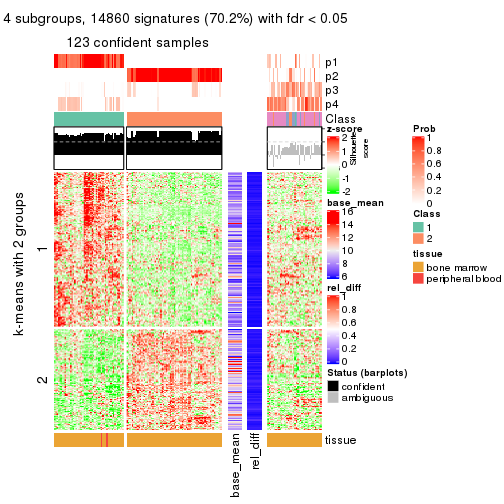 4 subgroups, 14860 signatures (70.2%) with fdr < 0.05
123 confident samples
p1
p2
p3
p4
Class
z-score
2
1
0
-1
-2
Silhouette
score
base_mean
16
14
12
10
8
6
rel_diff
1
0.8
0.6
0.4
0.2
0
Status (barplots)
confident
ambiguous
Prob
1
0.8
0.6
0.4
0.2
0
Class
1
2
tissue
bone marrow
peripheral blood
k-means with 2 groups
1
2
tissue
base_mean
rel_diff